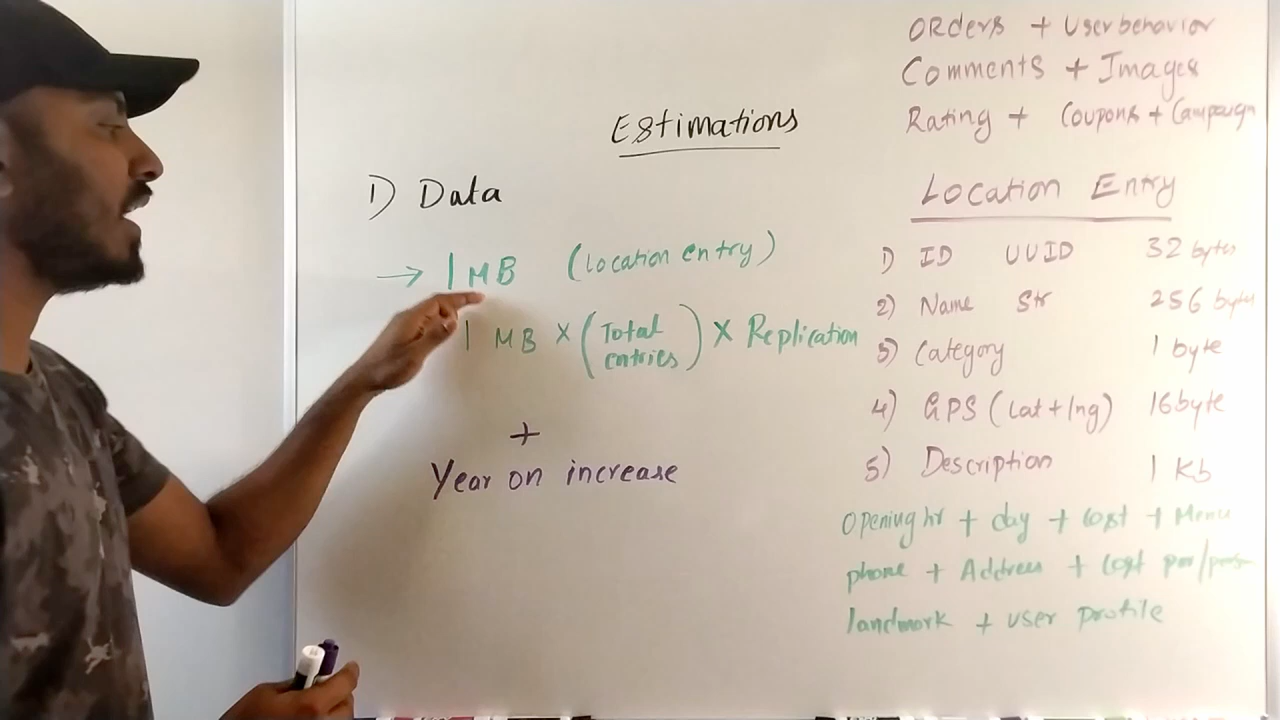 Estimations
1) Data
→ 1 MB (location entry)
1 MB × (Total entries) × Replication
+
Year on increase
ORders + User behavior
Comments + Images
Rating + Coupons + Campaign
Location Entry
1) ID UUID 32 bytes
2) Name Str 256 bytes
3) Category 1 byte
4) GPS (lat + lng) 16 byte
5) Description 1 Kb
Opening hr + day + Cost + Menu
phone + Address + Cost per/
landmark + user profile